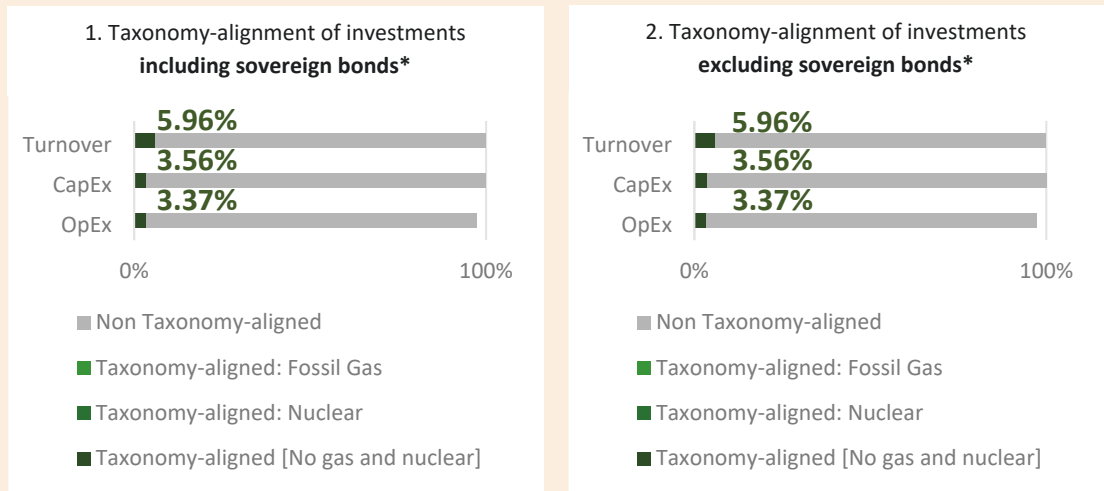 1. Taxonomy-alignment of investments
including sovereign bonds*
5.96%
Turnover
3.56%
CapEx
3.37%
OpEx
0%
100%
Non Taxonomy-aligned
Taxonomy-aligned: Fossil Gas
Taxonomy-aligned: Nuclear
Taxonomy-aligned [No gas and nuclear]
2. Taxonomy-alignment of investments
excluding sovereign bonds*
5.96%
Turnover
3.56%
CapEx
3.37%
OpEx
0%
100%
Non Taxonomy-aligned
Taxonomy-aligned: Fossil Gas
Taxonomy-aligned: Nuclear
Taxonomy-aligned [No gas and nuclear]